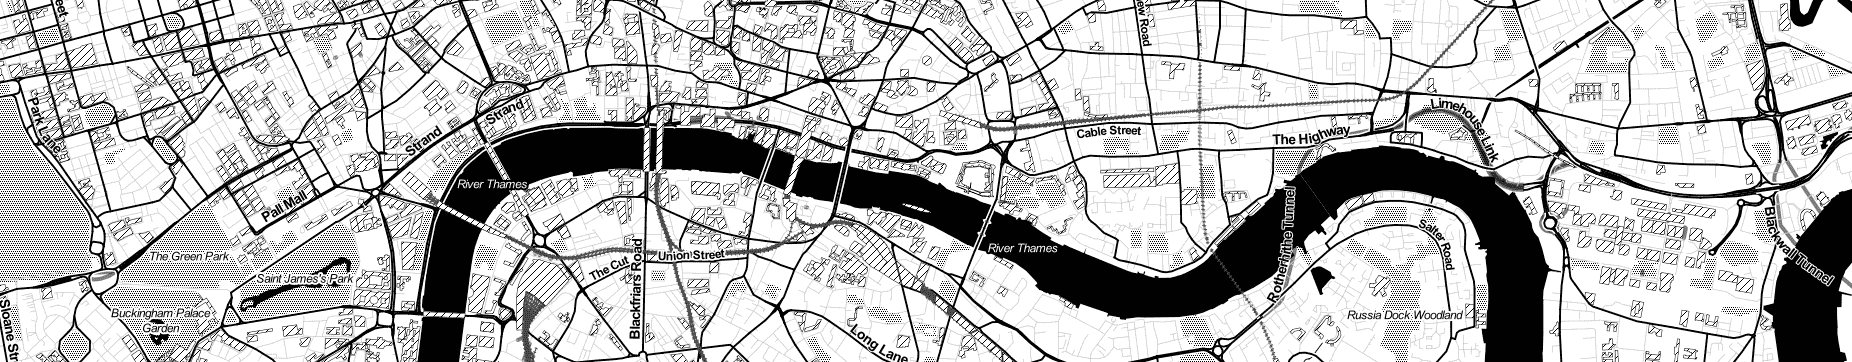 Park Lane
Strand
Strand
Pall Mall
River Thames
The Green Park
Saint James's Park
Buckingham Palace
Garden
Sloane Str
The Cut
Blackfriars Road
Union Street
Long Lane
River Thames
Cable Street
The Highway
Limehouse Link
Rotherhithe Tunnel
Salter Road
Russia Dock Woodland
Blackwall Tunnel